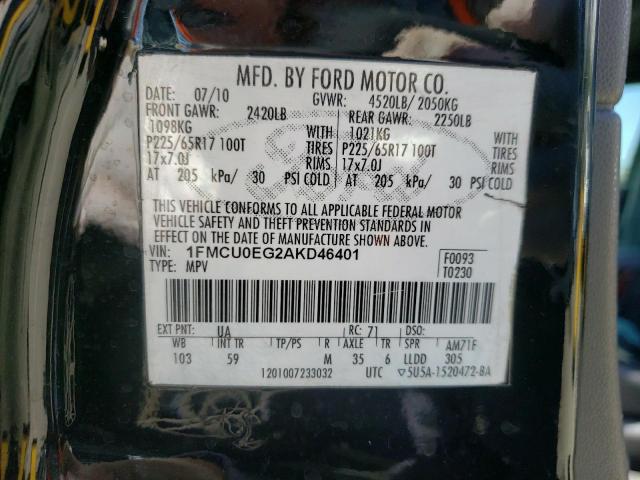 MFD. BY FORD MOTOR CO.
DATE: 07/10 GVWR: 4520LB/ 2050KG
FRONT GAWR: 2420LB REAR GAWR: 2250LB
1098KG WITH 1021KG WITH
P225/65R17 100T TIRES P225/65R17 100T TIRES
17x7.0J RIMS 17x7.0J RIMS
AT 205 kPa/ 30 PSI COLD AT 205 kPa/ 30 PSI COLD
THIS VEHICLE CONFORMS TO ALL APPLICABLE FEDERAL MOTOR
VEHICLE SAFETY AND THEFT PREVENTION STANDARDS IN
EFFECT ON THE DATE OF MANUFACTURE SHOWN ABOVE.
VIN: 1FMCU0EG2AKD46401 F0093
TYPE: MPV T0230
EXT PNT: UA RC: 71 DSO:
WB INT TR TP/PS R AXLE TR SPR AM71F
103 59 M 35 6 LLDD 305
1201007233032 UTC ▽5U5A-1520472-BA